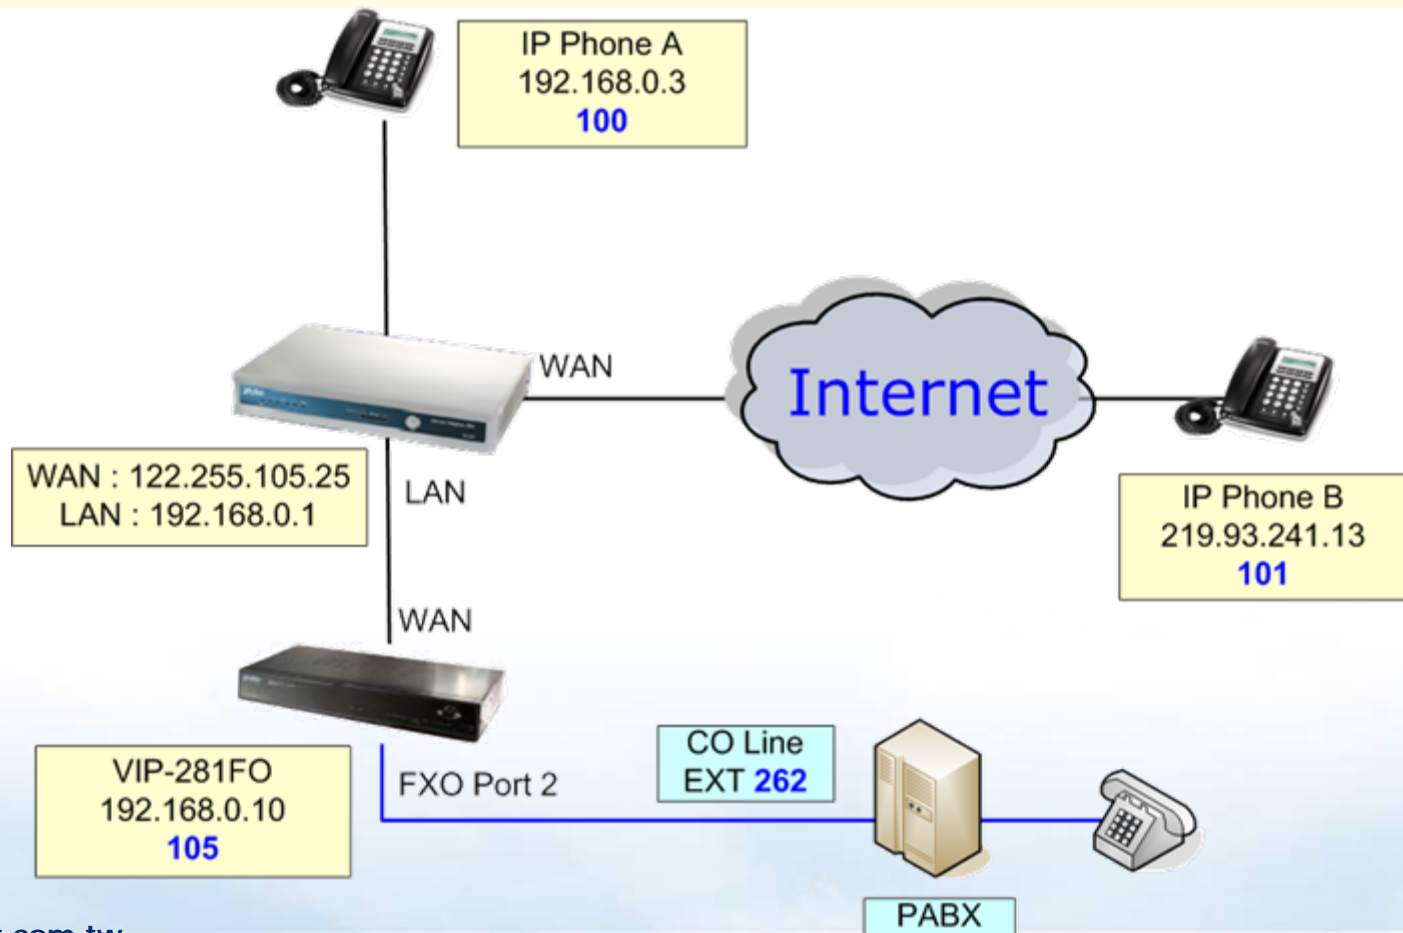 IP Phone A
192.168.0.3
100
WAN
Internet
WAN : 122.255.105.25
LAN : 192.168.0.1
LAN
IP Phone B
219.93.241.13
101
WAN
VIP-281FO
192.168.0.10
105
FXO Port 2
CO Line
EXT 262
PABX
.com.tw